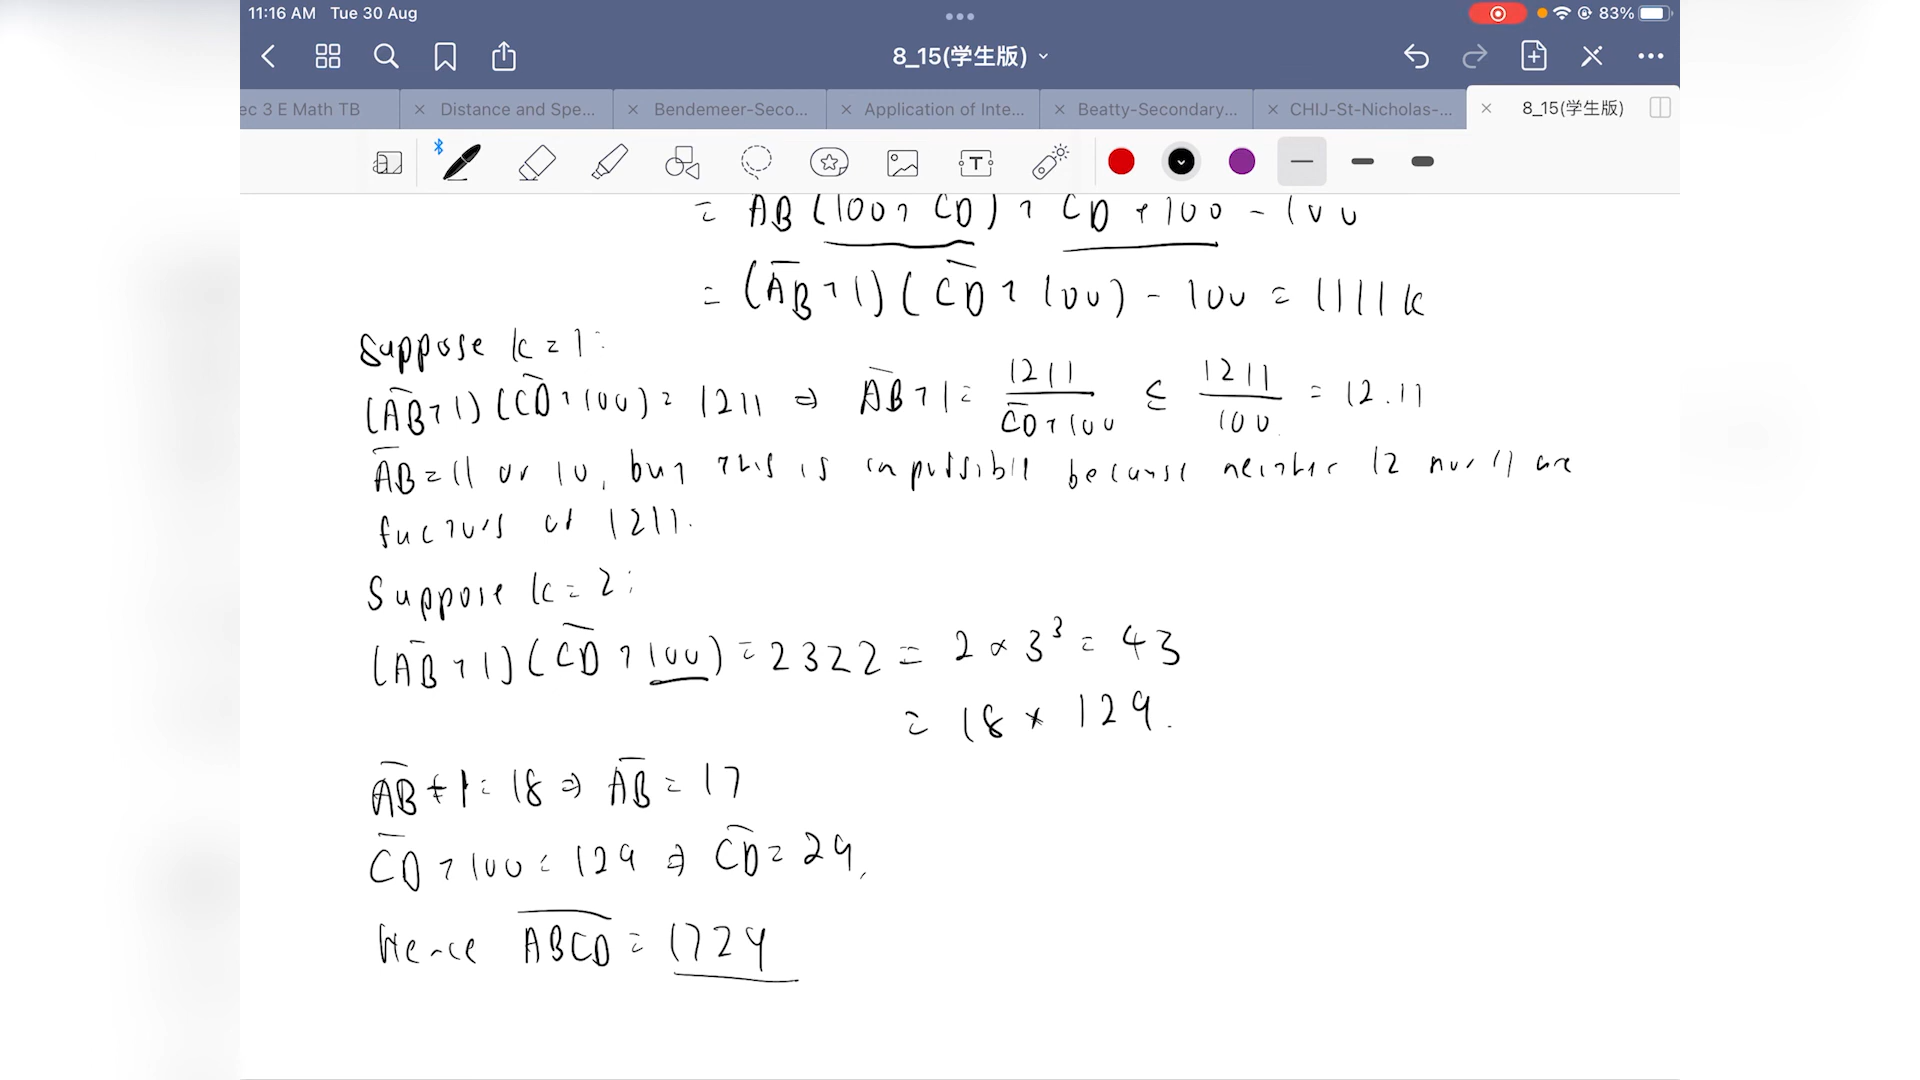 11:16 AM Tue 30 Aug
83%
8_15(学生版)
ec 3 E Math TB
Distance and Spe...
Bendemeer-Seco...
Application of Inte...
Beatty-Secondary...
CHIJ-St-Nicholas-...
8_15(学生版)
= AB (100 + CD) + CD + 100 - 100
= (AB + 1) (CD + 100) - 100 = 1111k
Suppose k = 1:
(AB + 1) (CD + 100) = 1211 ⇒ AB + 1 = 1211 / CD + 100 ≤ 1211 / 100 = 12.11
AB = 11 or 10, but this is impossible because neither 12 nor 11 are
factors of 1211.
Suppose k = 2:
(AB + 1) (CD + 100) = 2322 = 2 × 3³ = 43
= 18 × 129.
AB + 1 = 18 ⇒ AB = 17
CD + 100 = 129 ⇒ CD = 29,
Hence ABCD = 1729